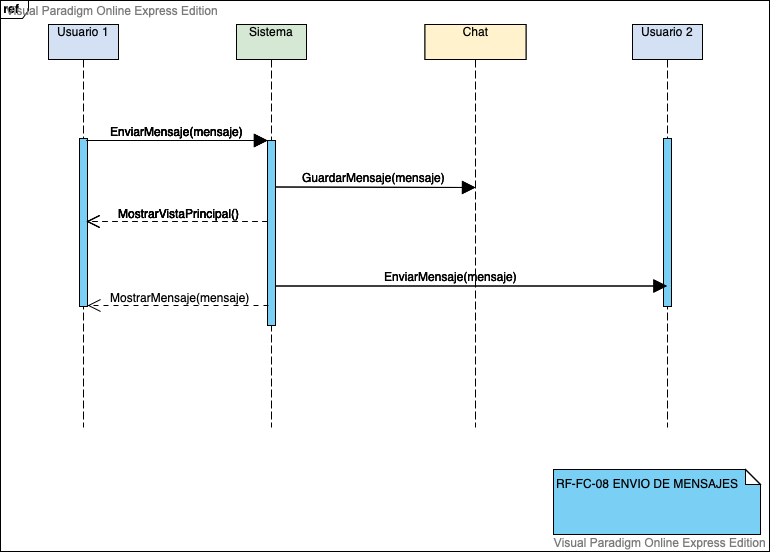 ref
Visual Paradigm Online Express Edition
Usuario 1
Sistema
Chat
Usuario 2
EnviarMensaje(mensaje)
GuardarMensaje(mensaje)
MostrarVistaPrincipal()
EnviarMensaje(mensaje)
MostrarMensaje(mensaje)
RF-FC-08 ENVIO DE MENSAJES
Visual Paradigm Online Express Edition